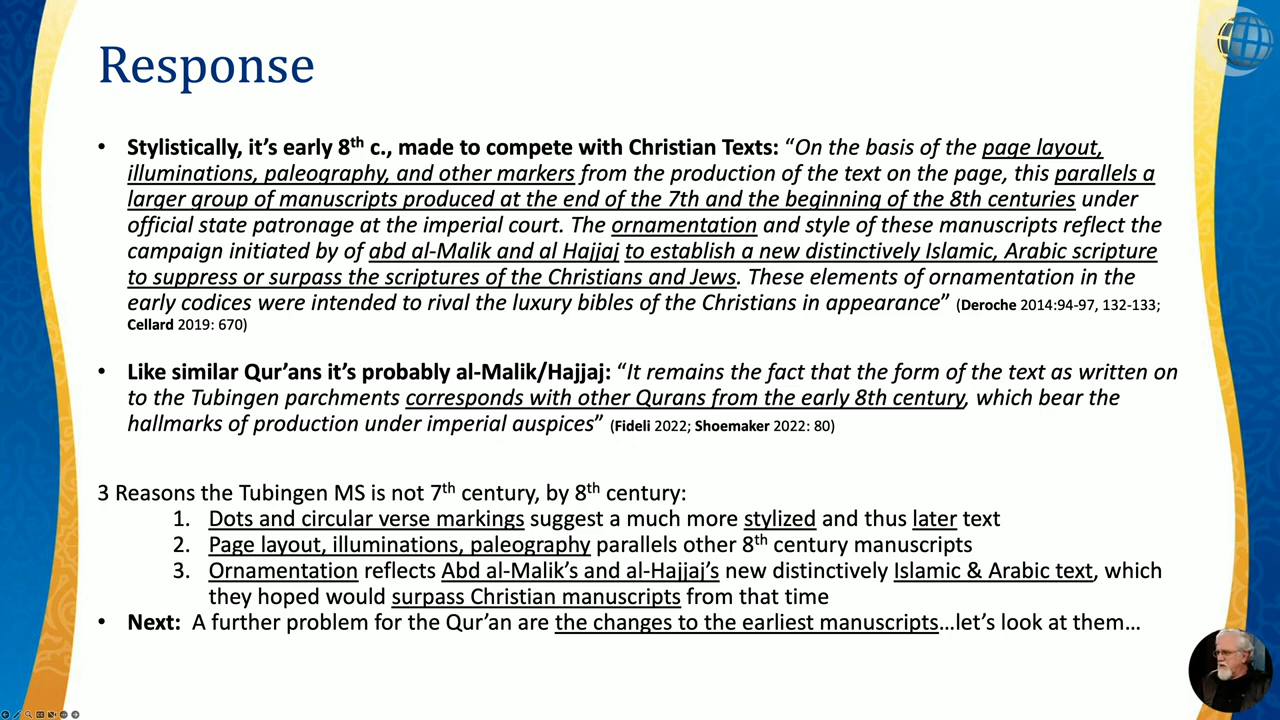 Response
• Stylistically, it's early 8th c., made to compete with Christian Texts: "On the basis of the page layout,
illuminations, paleography, and other markers from the production of the text on the page, this parallels a
larger group of manuscripts produced at the end of the 7th and the beginning of the 8th centuries under
official state patronage at the imperial court. The ornamentation and style of these manuscripts reflect the
campaign initiated by of abd al-Malik and al Hajjaj to establish a new distinctively Islamic, Arabic scripture
to suppress or surpass the scriptures of the Christians and Jews. These elements of ornamentation in the
early codices were intended to rival the luxury bibles of the Christians in appearance" (Deroche 2014:94-97, 132-133;
Cellard 2019: 670)
• Like similar Qur'ans it's probably al-Malik/Hajjaj: "It remains the fact that the form of the text as written on
to the Tubingen parchments corresponds with other Qurans from the early 8th century, which bear the
hallmarks of production under imperial auspices" (Fideli 2022; Shoemaker 2022: 80)
3 Reasons the Tubingen MS is not 7th century, by 8th century:
1. Dots and circular verse markings suggest a much more stylized and thus later text
2. Page layout, illuminations, paleography parallels other 8th century manuscripts
3. Ornamentation reflects Abd al-Malik's and al-Hajjaj's new distinctively Islamic & Arabic text, which
they hoped would surpass Christian manuscripts from that time
• Next: A further problem for the Qur'an are the changes to the earliest manuscripts…let's look at them…